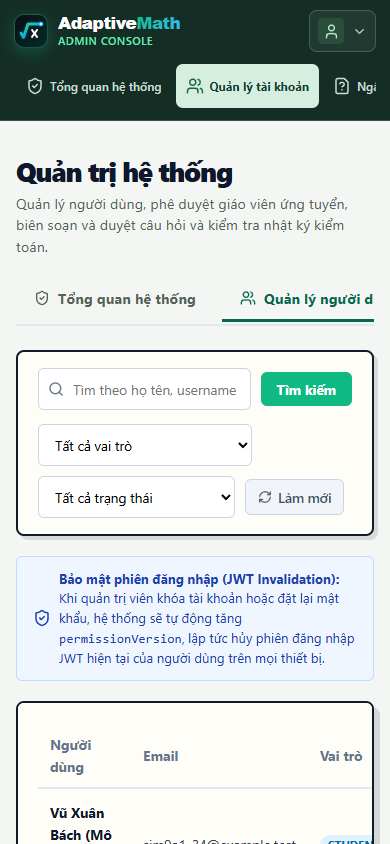 AdaptiveMath
ADMIN CONSOLE
Tổng quan hệ thống
Quản lý tài khoản
Quản trị hệ thống
Quản lý người dùng, phê duyệt giáo viên ứng tuyển,
biên soạn và duyệt câu hỏi và kiểm tra nhật ký kiểm
toán.
Tổng quan hệ thống
Quản lý người d
Tìm theo họ tên, username
Tìm kiếm
Tất cả vai trò
Tất cả trạng thái
Làm mới
Bảo mật phiên đăng nhập (JWT Invalidation):
Khi quản trị viên khóa tài khoản hoặc đặt lại mật
khẩu, hệ thống sẽ tự động tăng
permissionVersion, lập tức hủy phiên đăng nhập
JWT hiện tại của người dùng trên mọi thiết bị.
Người
dùng
Email
Vai trò
Vũ Xuân
Bách (Mô